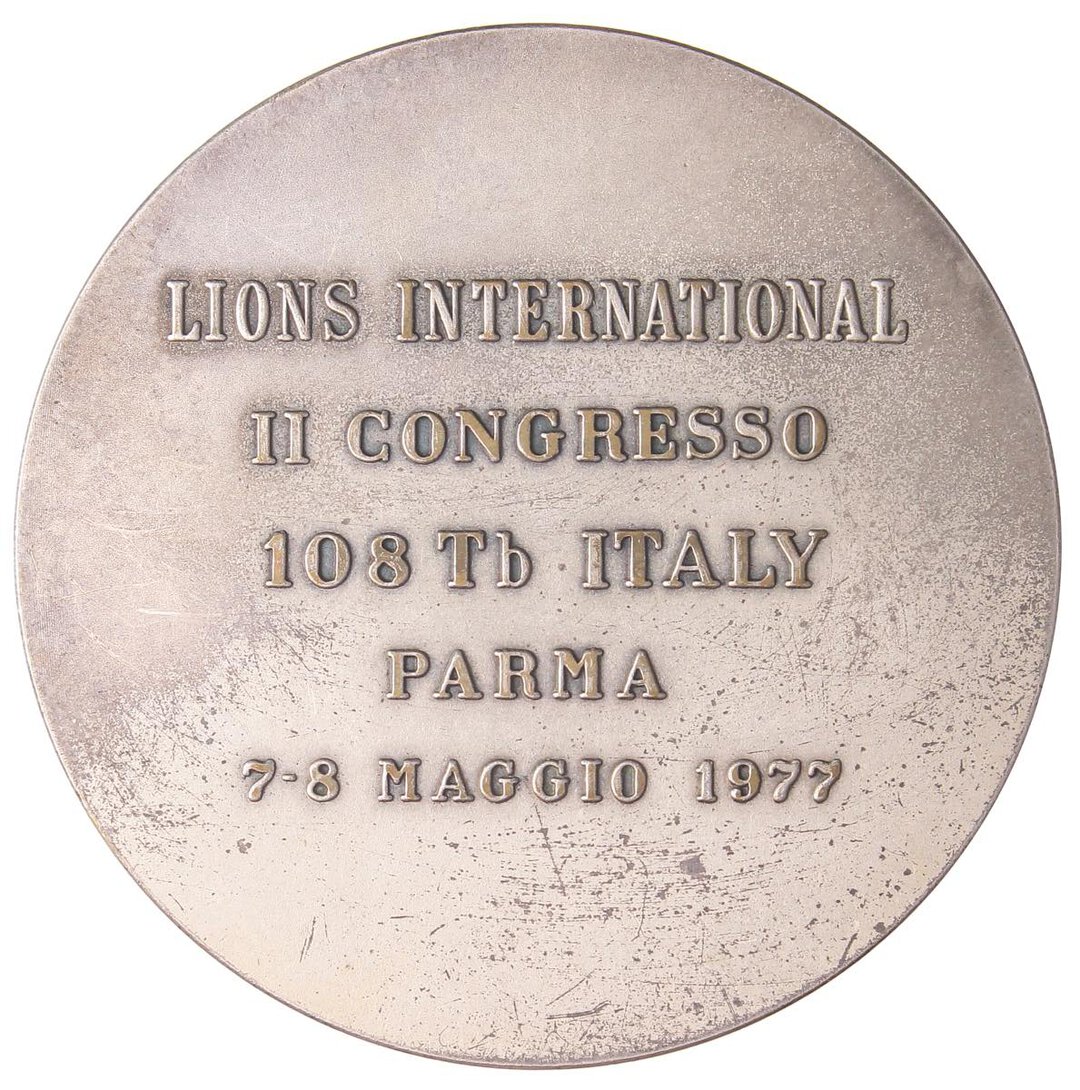 LIONS INTERNATIONAL
II CONGRESSO
108 Tb ITALY
PARMA
7-8 MAGGIO 1977